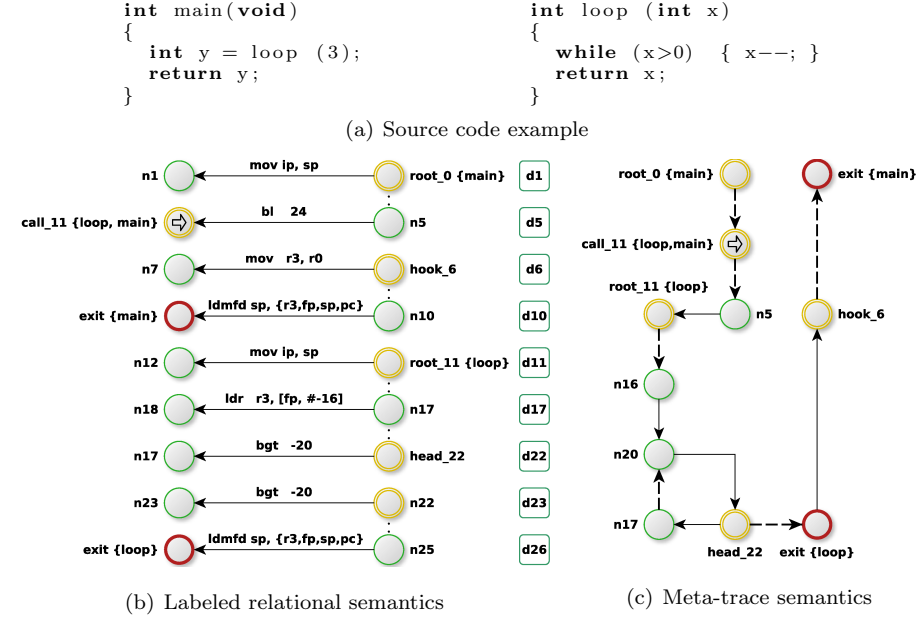 int main(void)
{
int y = loop (3);
return y;
}
int loop (int x)
{
while (x>0) { x--; }
return x;
}
(a) Source code example
n1 mov ip, sp root_0 {main} d1
call_11 {loop, main} bl 24 n5 d5
n7 mov r3, r0 hook_6 d6
exit {main} ldmfd sp, {r3,fp,sp,pc} n10 d10
n12 mov ip, sp root_11 {loop} d11
n18 ldr r3, [fp, #-16] n17 d17
n17 bgt -20 head_22 d22
n23 bgt -20 n22 d23
exit {loop} ldmfd sp, {r3,fp,sp,pc} n25 d26
(b) Labeled relational semantics
root_0 {main} exit {main}
call_11 {loop,main}
root_11 {loop}
n5 hook_6
n16
n20
n17
head_22 exit {loop}
(c) Meta-trace semantics